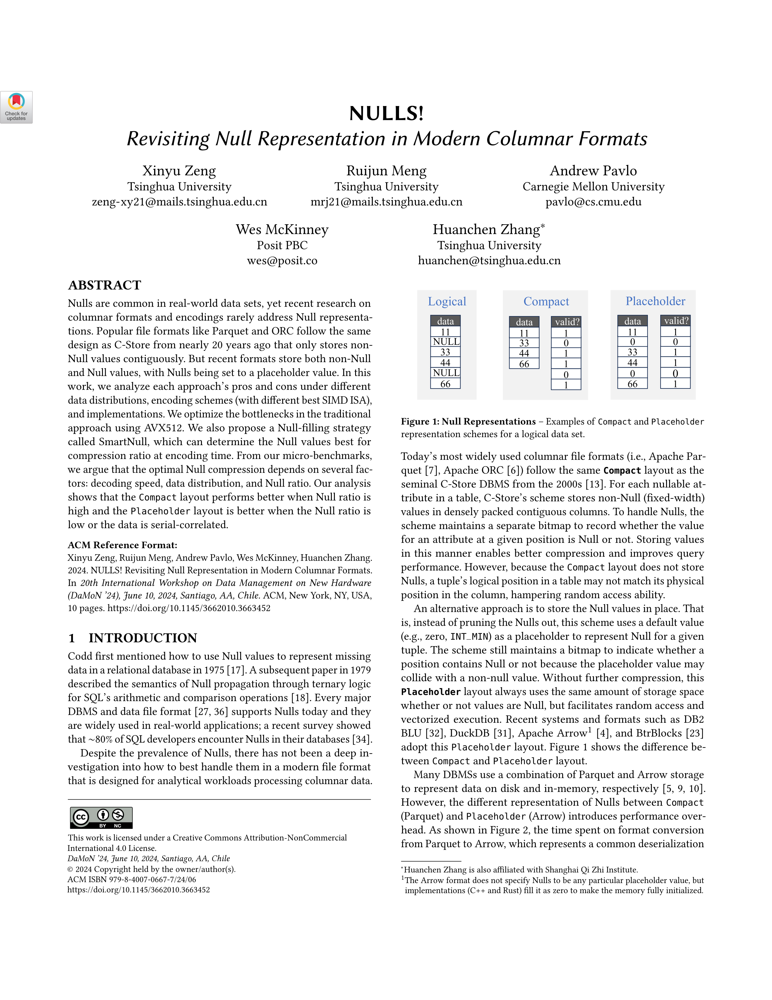 Check for
updates
NULLS!
Revisiting Null Representation in Modern Columnar Formats
Xinyu Zeng
Tsinghua University
zeng-xy21@mails.tsinghua.edu.cn
Ruijun Meng
Tsinghua University
mrj21@mails.tsinghua.edu.cn
Andrew Pavlo
Carnegie Mellon University
pavlo@cs.cmu.edu
Wes McKinney
Posit PBC
wes@posit.co
Huanchen Zhang*
Tsinghua University
huanchen@tsinghua.edu.cn
ABSTRACT
Nulls are common in real-world data sets, yet recent research on
columnar formats and encodings rarely address Null representa-
tions. Popular file formats like Parquet and ORC follow the same
design as C-Store from nearly 20 years ago that only stores non-
Null values contiguously. But recent formats store both non-Null
and Null values, with Nulls being set to a placeholder value. In this
work, we analyze each approach's pros and cons under different
data distributions, encoding schemes (with different best SIMD ISA),
and implementations. We optimize the bottlenecks in the traditional
approach using AVX512. We also propose a Null-filling strategy
called SmartNull, which can determine the Null values best for
compression ratio at encoding time. From our micro-benchmarks,
we argue that the optimal Null compression depends on several fac-
tors: decoding speed, data distribution, and Null ratio. Our analysis
shows that the Compact layout performs better when Null ratio is
high and the Placeholder layout is better when the Null ratio is
low or the data is serial-correlated.
ACM Reference Format:
Xinyu Zeng, Ruijun Meng, Andrew Pavlo, Wes McKinney, Huanchen Zhang.
2024. NULLS! Revisiting Null Representation in Modern Columnar Formats.
In 20th International Workshop on Data Management on New Hardware
(DaMoN '24), June 10, 2024, Santiago, AA, Chile. ACM, New York, NY, USA,
10 pages. https://doi.org/10.1145/3662010.3663452
1 INTRODUCTION
Codd first mentioned how to use Null values to represent missing
data in a relational database in 1975 [17]. A subsequent paper in 1979
described the semantics of Null propagation through ternary logic
for SQL's arithmetic and comparison operations [18]. Every major
DBMS and data file format [27, 36] supports Nulls today and they
are widely used in real-world applications; a recent survey showed
that ~80% of SQL developers encounter Nulls in their databases [34].
Despite the prevalence of Nulls, there has not been a deep in-
vestigation into how to best handle them in a modern file format
that is designed for analytical workloads processing columnar data.
cc
BY NC
This work is licensed under a Creative Commons Attribution-NonCommercial
International 4.0 License.
DaMoN '24, June 10, 2024, Santiago, AA, Chile
© 2024 Copyright held by the owner/author(s).
ACM ISBN 979-8-4007-0667-7/24/06
https://doi.org/10.1145/3662010.3663452
Logical
data
11
NULL
33
44
NULL
66
Compact
data valid?
11 1
33 0
44 1
66 1
0
1
Placeholder
data valid?
11 1
0 0
33 1
44 1
0 0
66 1
Figure 1: Null Representations – Examples of Compact and Placeholder
representation schemes for a logical data set.
Today's most widely used columnar file formats (i.e., Apache Par-
quet [7], Apache ORC [6]) follow the same Compact layout as the
seminal C-Store DBMS from the 2000s [13]. For each nullable at-
tribute in a table, C-Store's scheme stores non-Null (fixed-width)
values in densely packed contiguous columns. To handle Nulls, the
scheme maintains a separate bitmap to record whether the value
for an attribute at a given position is Null or not. Storing values
in this manner enables better compression and improves query
performance. However, because the Compact layout does not store
Nulls, a tuple's logical position in a table may not match its physical
position in the column, hampering random access ability.
An alternative approach is to store the Null values in place. That
is, instead of pruning the Nulls out, this scheme uses a default value
(e.g., zero, INT_MIN) as a placeholder to represent Null for a given
tuple. The scheme still maintains a bitmap to indicate whether a
position contains Null or not because the placeholder value may
collide with a non-null value. Without further compression, this
Placeholder layout always uses the same amount of storage space
whether or not values are Null, but facilitates random access and
vectorized execution. Recent systems and formats such as DB2
BLU [32], DuckDB [31], Apache Arrow1 [4], and BtrBlocks [23]
adopt this Placeholder layout. Figure 1 shows the difference be-
tween Compact and Placeholder layout.
Many DBMSs use a combination of Parquet and Arrow storage
to represent data on disk and in-memory, respectively [5, 9, 10].
However, the different representation of Nulls between Compact
(Parquet) and Placeholder (Arrow) introduces performance over-
head. As shown in Figure 2, the time spent on format conversion
from Parquet to Arrow, which represents a common deserialization
*Huanchen Zhang is also affiliated with Shanghai Qi Zhi Institute.
1The Arrow format does not specify Nulls to be any particular placeholder value, but
implementations (C++ and Rust) fill it as zero to make the memory fully initialized.